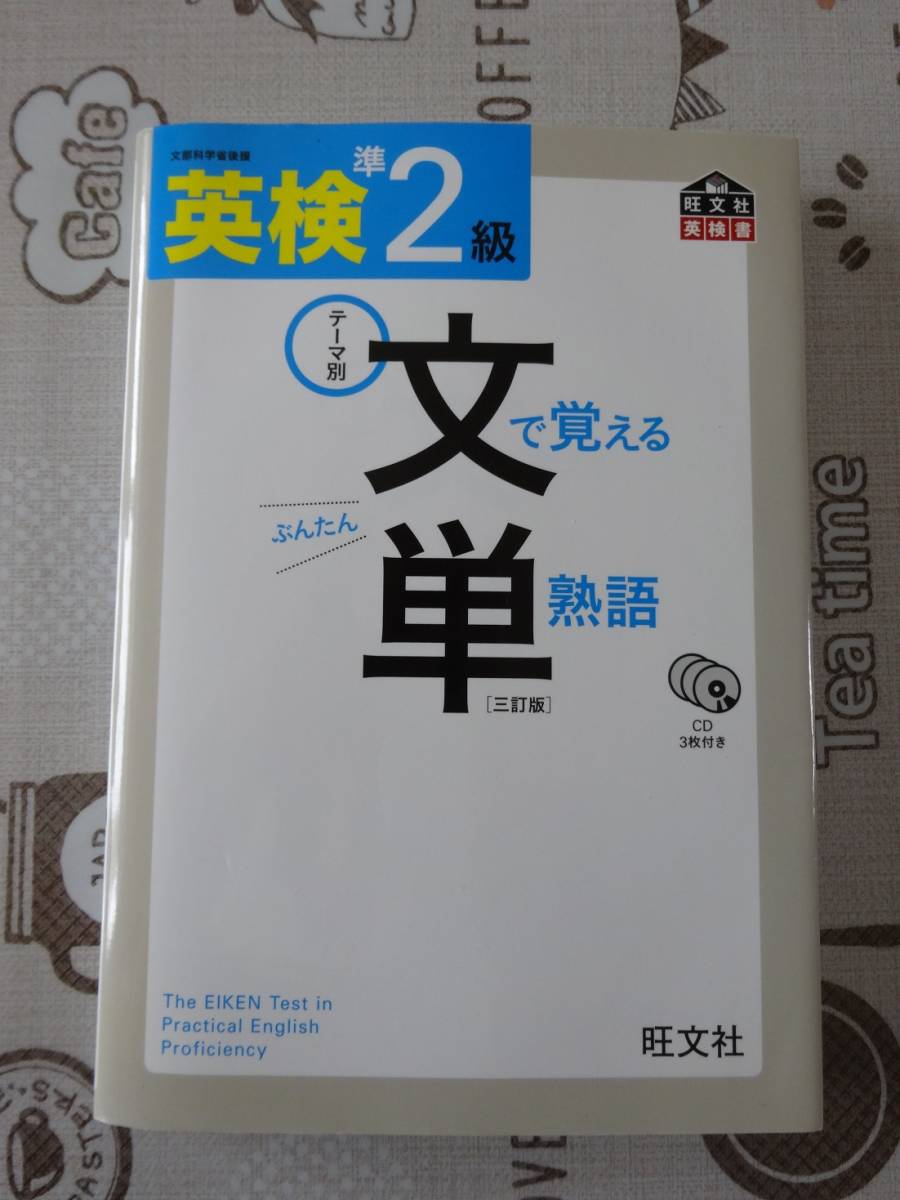 Cafe
OFFE
文部科学省後援
英検準2級
旺文社
英検書
テーマ別
文で覚える
ぶんたん
単熟語
[三訂版]
CD
3枚付き
Tea time
The EIKEN Test in
Practical English
Proficiency
旺文社